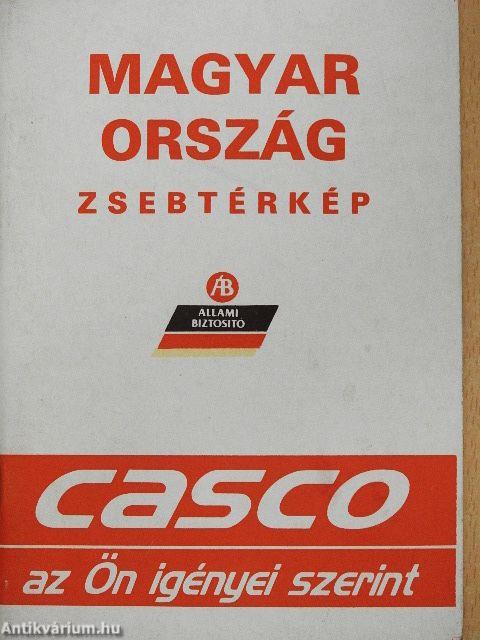 MAGYAR
ORSZÁG
ZSEBTÉRKÉP
ÁB
ÁLLAMI
BIZTOSÍTÓ
casco
az Ön igényei szerint
Antikvárium.hu